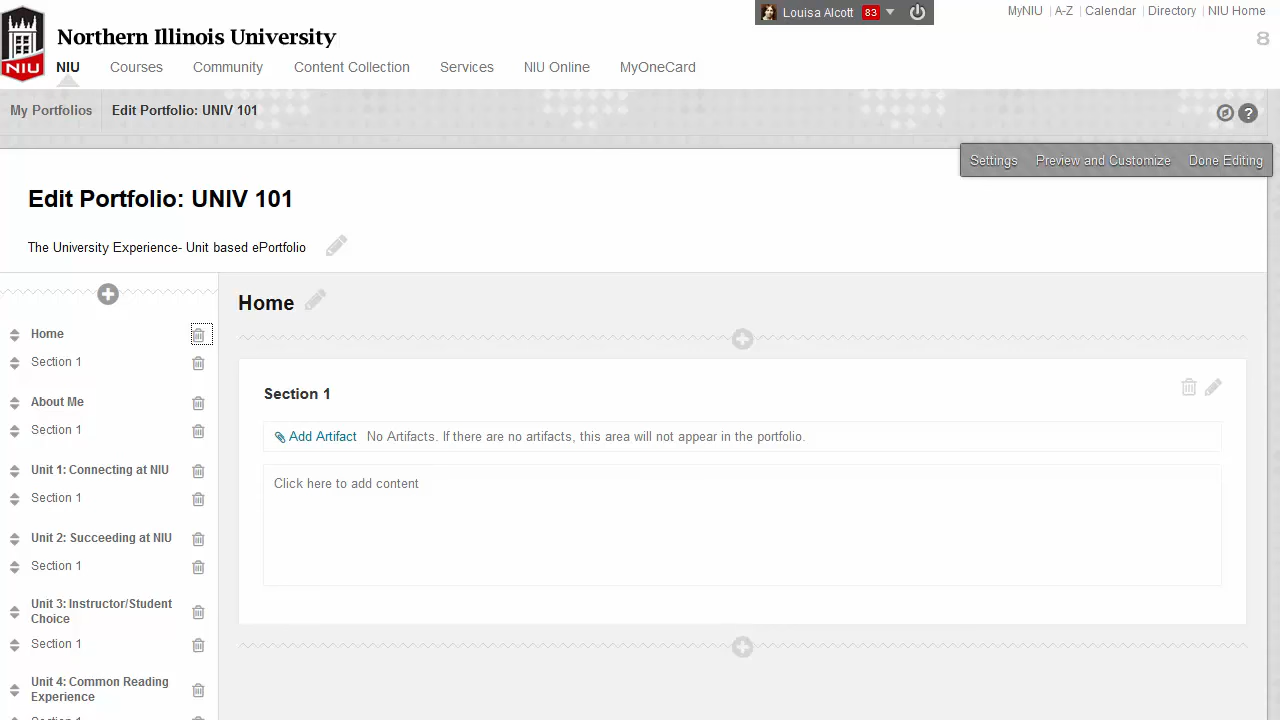 Louisa Alcott 83
MyNIU A-Z Calendar Directory NIU Home
NIU
Northern Illinois University
8
NIU Courses Community Content Collection Services NIU Online MyOneCard
My Portfolios Edit Portfolio: UNIV 101
?
Settings Preview and Customize Done Editing
Edit Portfolio: UNIV 101
The University Experience- Unit based ePortfolio
Home
Section 1
About Me
Section 1
Unit 1: Connecting at NIU
Section 1
Unit 2: Succeeding at NIU
Section 1
Unit 3: Instructor/Student
Choice
Section 1
Unit 4: Common Reading
Experience
Section 1
Home
Section 1
Add Artifact No Artifacts. If there are no artifacts, this area will not appear in the portfolio.
Click here to add content